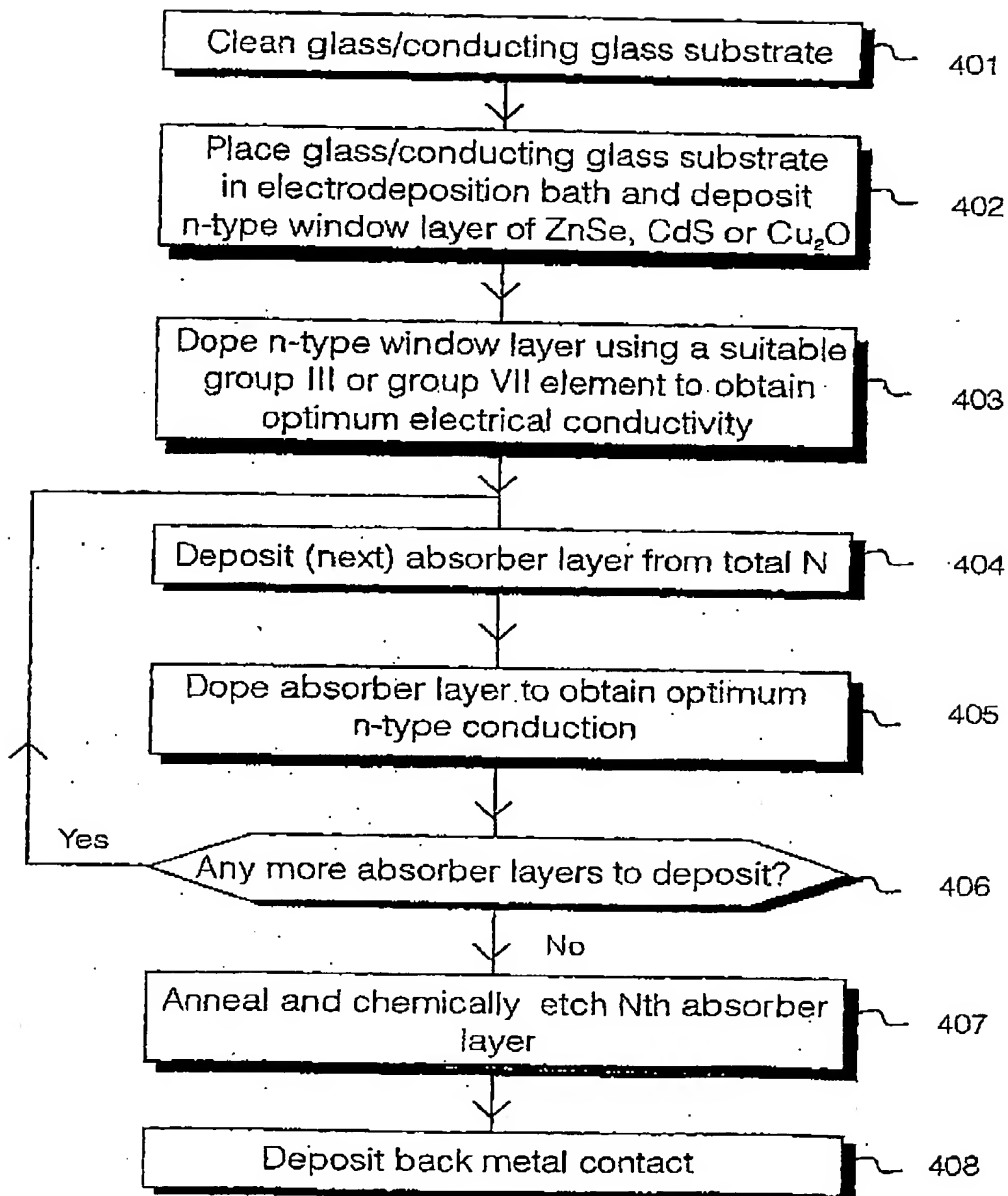 Clean glass/conducting glass substrate
401
Place glass/conducting glass substrate
in electrodeposition bath and deposit
n-type window layer of ZnSe, CdS or Cu₂O
402
Dope n-type window layer using a suitable
group III or group VII element to obtain
optimum electrical conductivity
403
Deposit (next) absorber layer from total N
404
Dope absorber layer to obtain optimum
n-type conduction
405
Yes
Any more absorber layers to deposit?
406
No
Anneal and chemically etch Nth absorber
layer
407
Deposit back metal contact
408